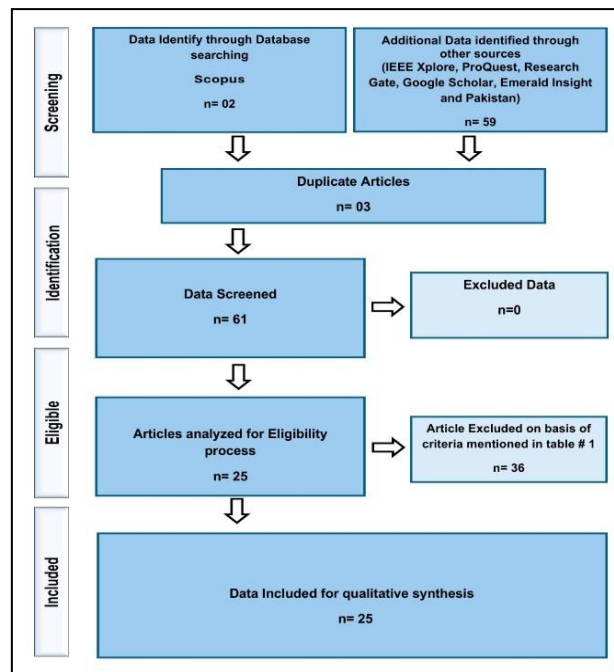 Screening
Data Identify through Database
searching
Scopus
n= 02
Additional Data identified through
other sources
(IEEE Xplore, ProQuest, Research
Gate, Google Scholar, Emerald Insight
and Pakistan)
n= 59
Duplicate Articles
n= 03
Identification
Data Screened
n= 61
Excluded Data
n=0
Eligible
Articles analyzed for Eligibility
process
n= 25
Article Excluded on basis of
criteria mentioned in table # 1
n= 36
Included
Data Included for qualitative synthesis
n= 25